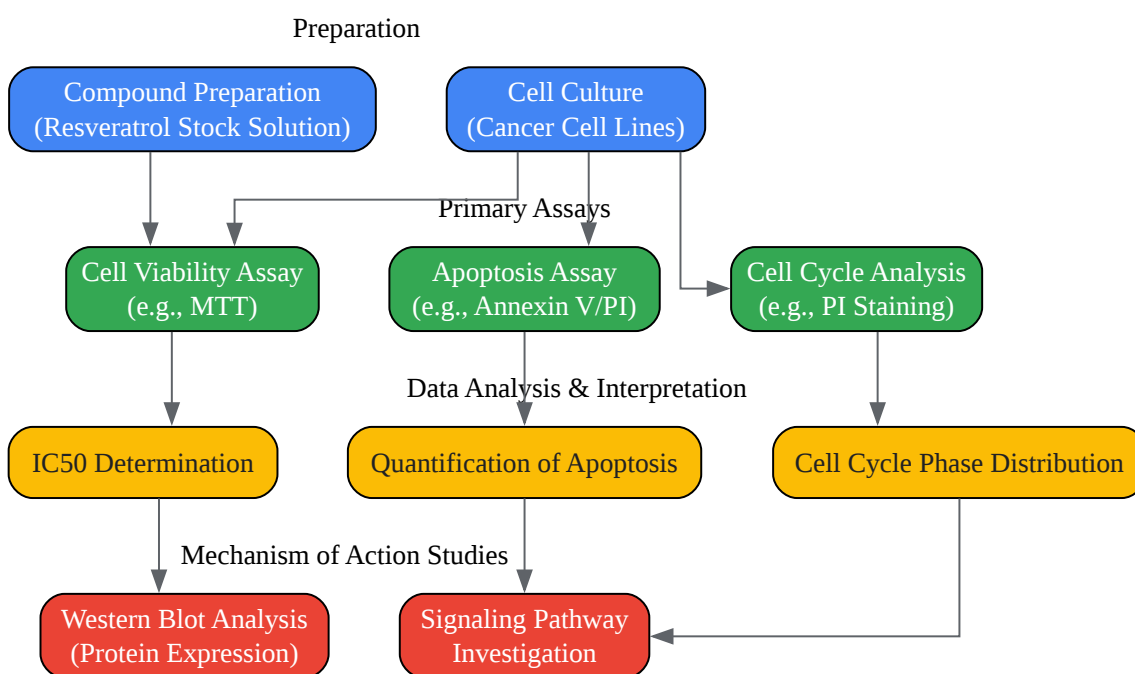 Preparation
Compound Preparation
(Resveratrol Stock Solution)
Cell Culture
(Cancer Cell Lines)
Primary Assays
Cell Viability Assay
(e.g., MTT)
Apoptosis Assay
(e.g., Annexin V/PI)
Cell Cycle Analysis
(e.g., PI Staining)
Data Analysis & Interpretation
IC50 Determination
Quantification of Apoptosis
Cell Cycle Phase Distribution
Mechanism of Action Studies
Western Blot Analysis
(Protein Expression)
Signaling Pathway
Investigation